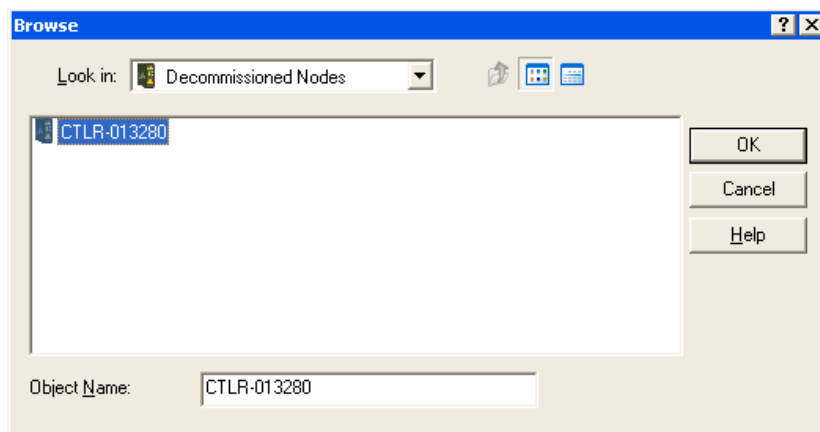 Browse
Look in: Decommissioned Nodes
CTLR-013280
OK
Cancel
Help
Object Name: CTLR-013280